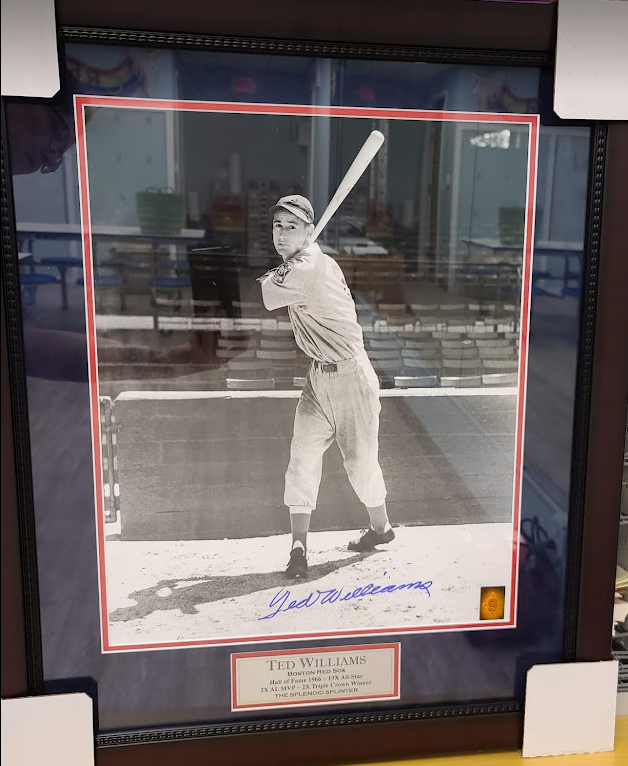 Ted Williams
TED WILLIAMS
BOSTON RED SOX
Hall of Fame 1966 - 19X All-Star
2X AL MVP - 2X Triple Crown Winner
THE SPLENDID SPLINTER